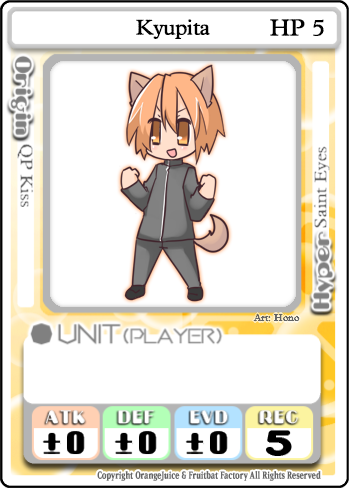 Kyupita HP 5
Origin QP Kiss
Hyper Saint Eyes
Art: Hono
UNIT (PLAYER)
ATK DEF EVD REC
±0 ±0 ±0 5
Copyright OrangeJuice & Fruitbat Factory All Rights Reserved